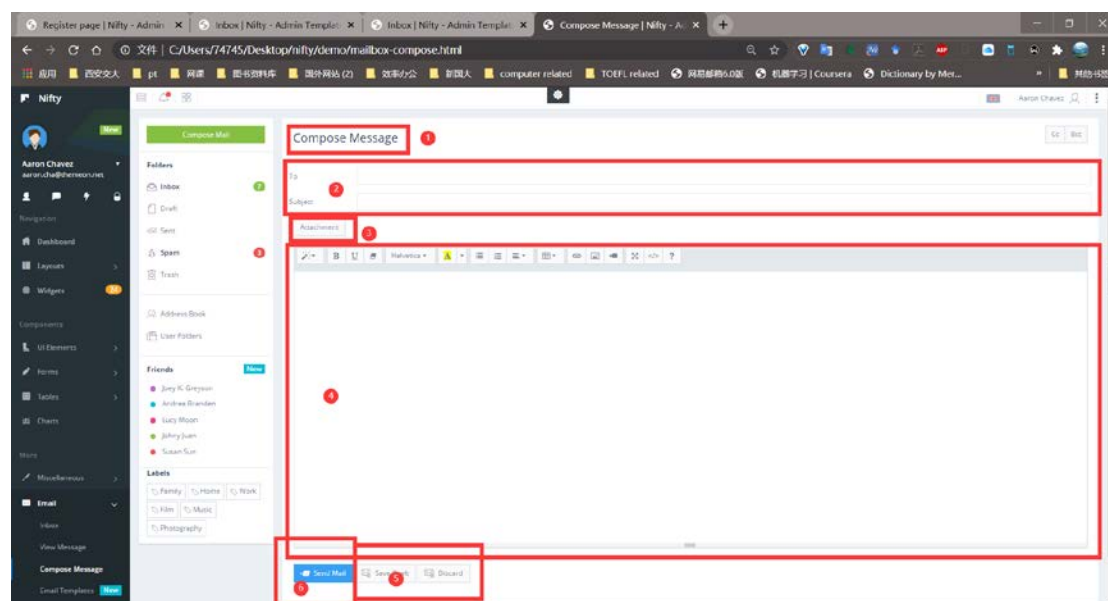 Register page | Nifty - Admin
Inbox | Nifty - Admin Templat
Inbox | Nifty - Admin Templat
Compose Message | Nifty - A
文件 | C:/Users/74745/Desktop/nifty/demo/mailbox-compose.html
应用 西安交大 pt 网课 图书资料库 国外网站 (2) 效率办公 新国大 computer related TOEFL related 网易邮箱6.0版 机器学习 | Coursera Dictionary by Mer... »
Nifty
Aaron Chavez
New
Aaron Chavez
aaron.cha@themeon.net
Navigation
Dashboard
Layouts
Widgets 24
Components
UI Elements
Forms
Tables
Charts
More
Miscellaneous
Email
Inbox
View Message
Compose Message
Email Templates New
Compose Mail
Folders
Inbox 7
Draft
Sent
Spam 3
Trash
Address Book
User Folders
Friends New
Joey K. Greyson
Andrea Branden
Lucy Moon
Johny Juan
Susan Sun
Labels
Family Home Work
Film Music
Photography
Compose Message 1
Cc Bcc
To
2
Subject
Attachment 3
B U Helvetica A ?
4
Send Mail Discard
5
6